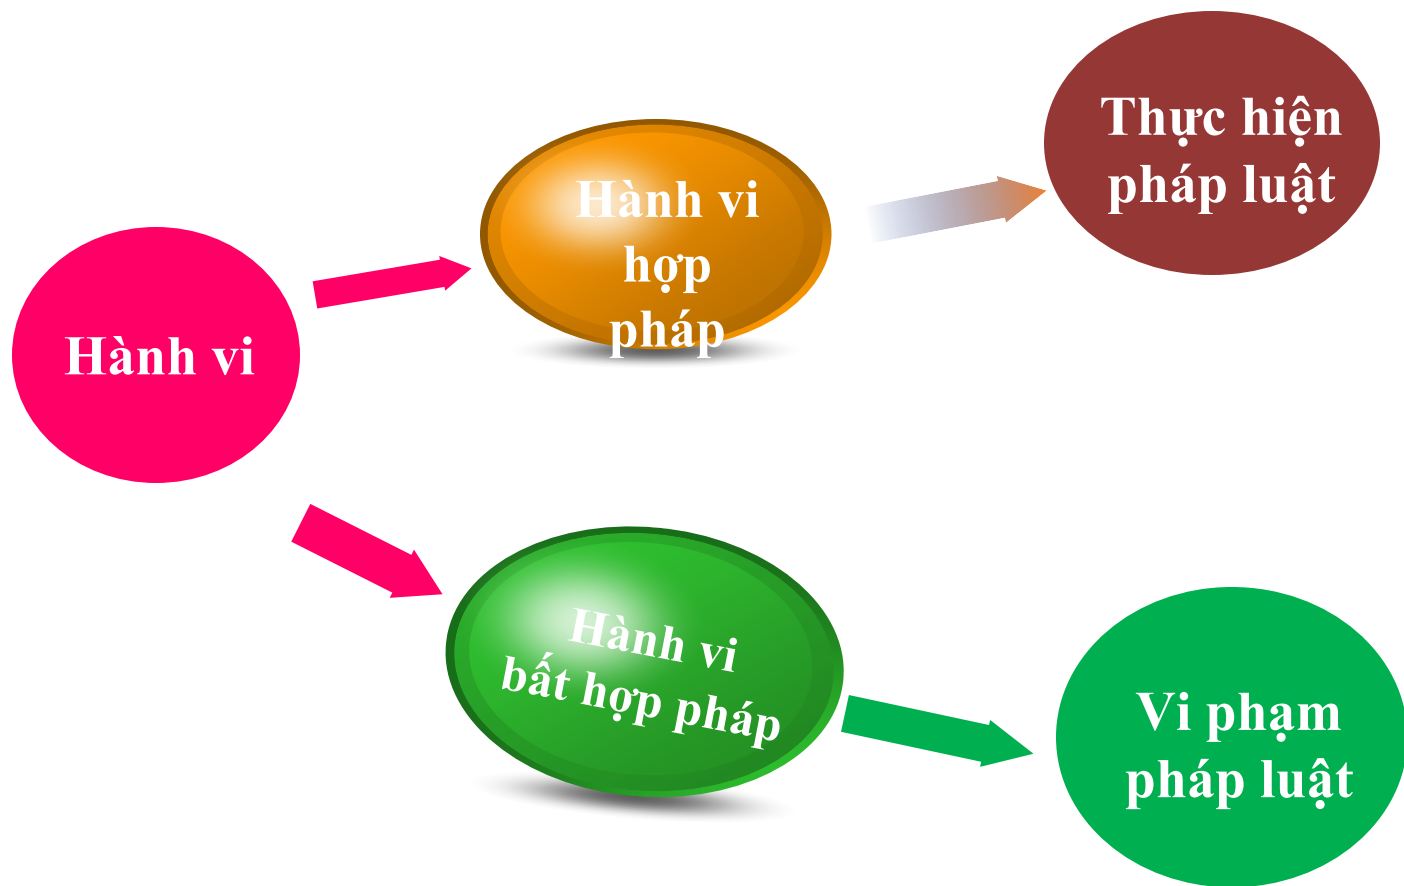 Hành vi
Hành vi
hợp
pháp
Thực hiện
pháp luật
Hành vi
bất hợp pháp
Vi phạm
pháp luật